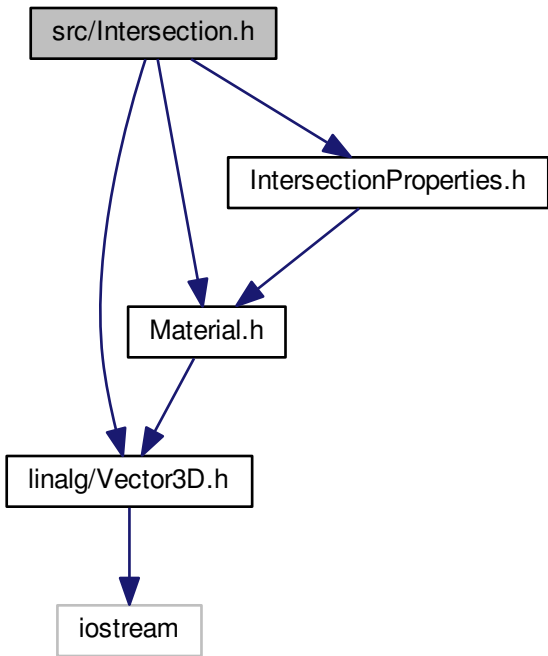 src/Intersection.h
IntersectionProperties.h
Material.h
linalg/Vector3D.h
iostream